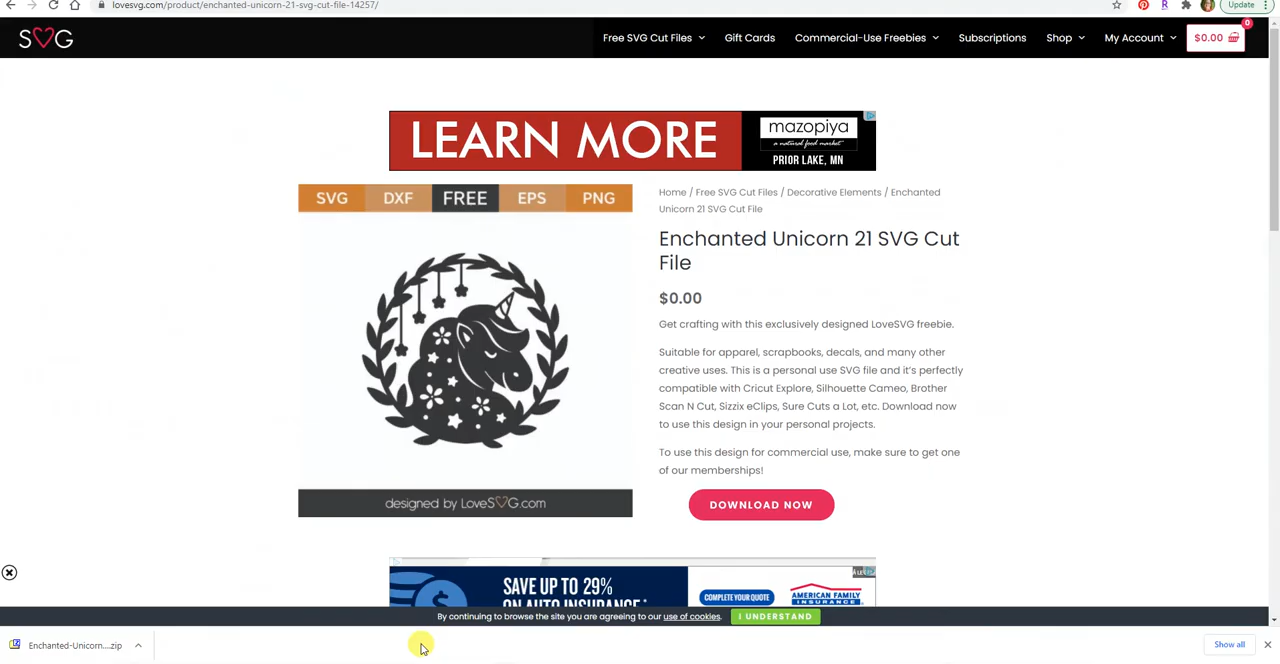 lovesvg.com/product/enchanted-unicorn-21-svg-cut-file-14257/
Update
SVG
Free SVG Cut Files
Gift Cards
Commercial-Use Freebies
Subscriptions
Shop
My Account
$0.00
0
LEARN MORE
mazopiya
a natural food market
PRIOR LAKE, MN
SVG DXF FREE EPS PNG
designed by LoveSVG.com
Home / Free SVG Cut Files / Decorative Elements / Enchanted
Unicorn 21 SVG Cut File
Enchanted Unicorn 21 SVG Cut
File
$0.00
Get crafting with this exclusively designed LoveSVG freebie.
Suitable for apparel, scrapbooks, decals, and many other
creative uses. This is a personal use SVG file and it's perfectly
compatible with Cricut Explore, Silhouette Cameo, Brother
Scan N Cut, Sizzix eClips, Sure Cuts a Lot, etc. Download now
to use this design in your personal projects.
To use this design for commercial use, make sure to get one
of our memberships!
DOWNLOAD NOW
SAVE UP TO 29%
ON AUTO INSURANCE*
COMPLETE YOUR QUOTE
AMERICAN FAMILY
INSURANCE
By continuing to browse the site you are agreeing to our use of cookies.
I UNDERSTAND
Enchanted-Unicorn....zip
Show all